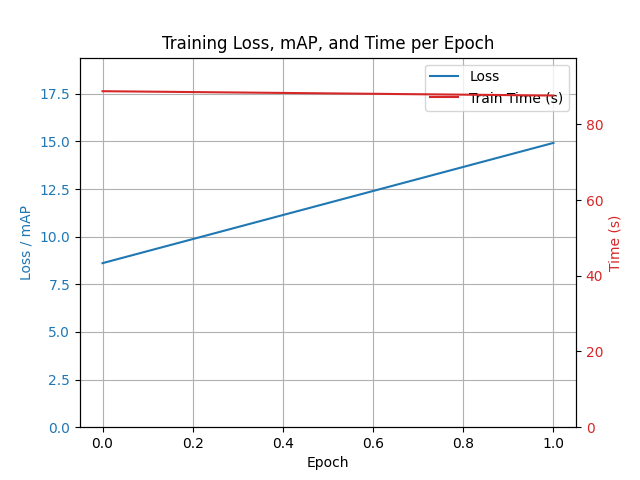 Training Loss, mAP, and Time per Epoch
Loss
Train Time (s)
Loss / mAP
17.5
15.0
12.5
10.0
7.5
5.0
2.5
0.0
Time (s)
80
60
40
20
0
0.0 0.2 0.4 0.6 0.8 1.0
Epoch